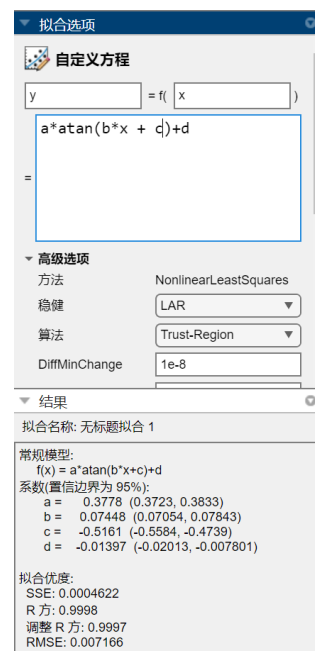 拟合选项
自定义方程
y = f( x )
= a*atan(b*x + c)+d
高级选项
方法 NonlinearLeastSquares
稳健 LAR
算法 Trust-Region
DiffMinChange 1e-8
结果
拟合名称: 无标题拟合 1
常规模型:
f(x) = a*atan(b*x+c)+d
系数(置信边界为 95%):
a = 0.3778 (0.3723, 0.3833)
b = 0.07448 (0.07054, 0.07843)
c = -0.5161 (-0.5584, -0.4739)
d = -0.01397 (-0.02013, -0.007801)
拟合优度:
SSE: 0.0004622
R 方: 0.9998
调整 R 方: 0.9997
RMSE: 0.007166